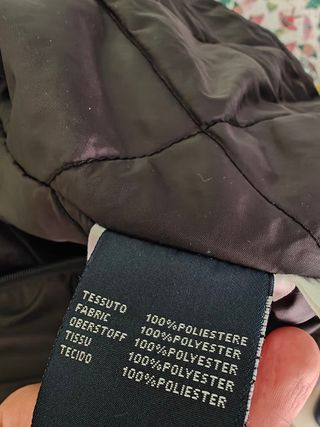 TESSUTO 100%POLIESTERE
FABRIC 100%POLYESTER
OBERSTOFF 100%POLYESTER
TISSU 100%POLYESTER
TECIDO 100%POLIESTER